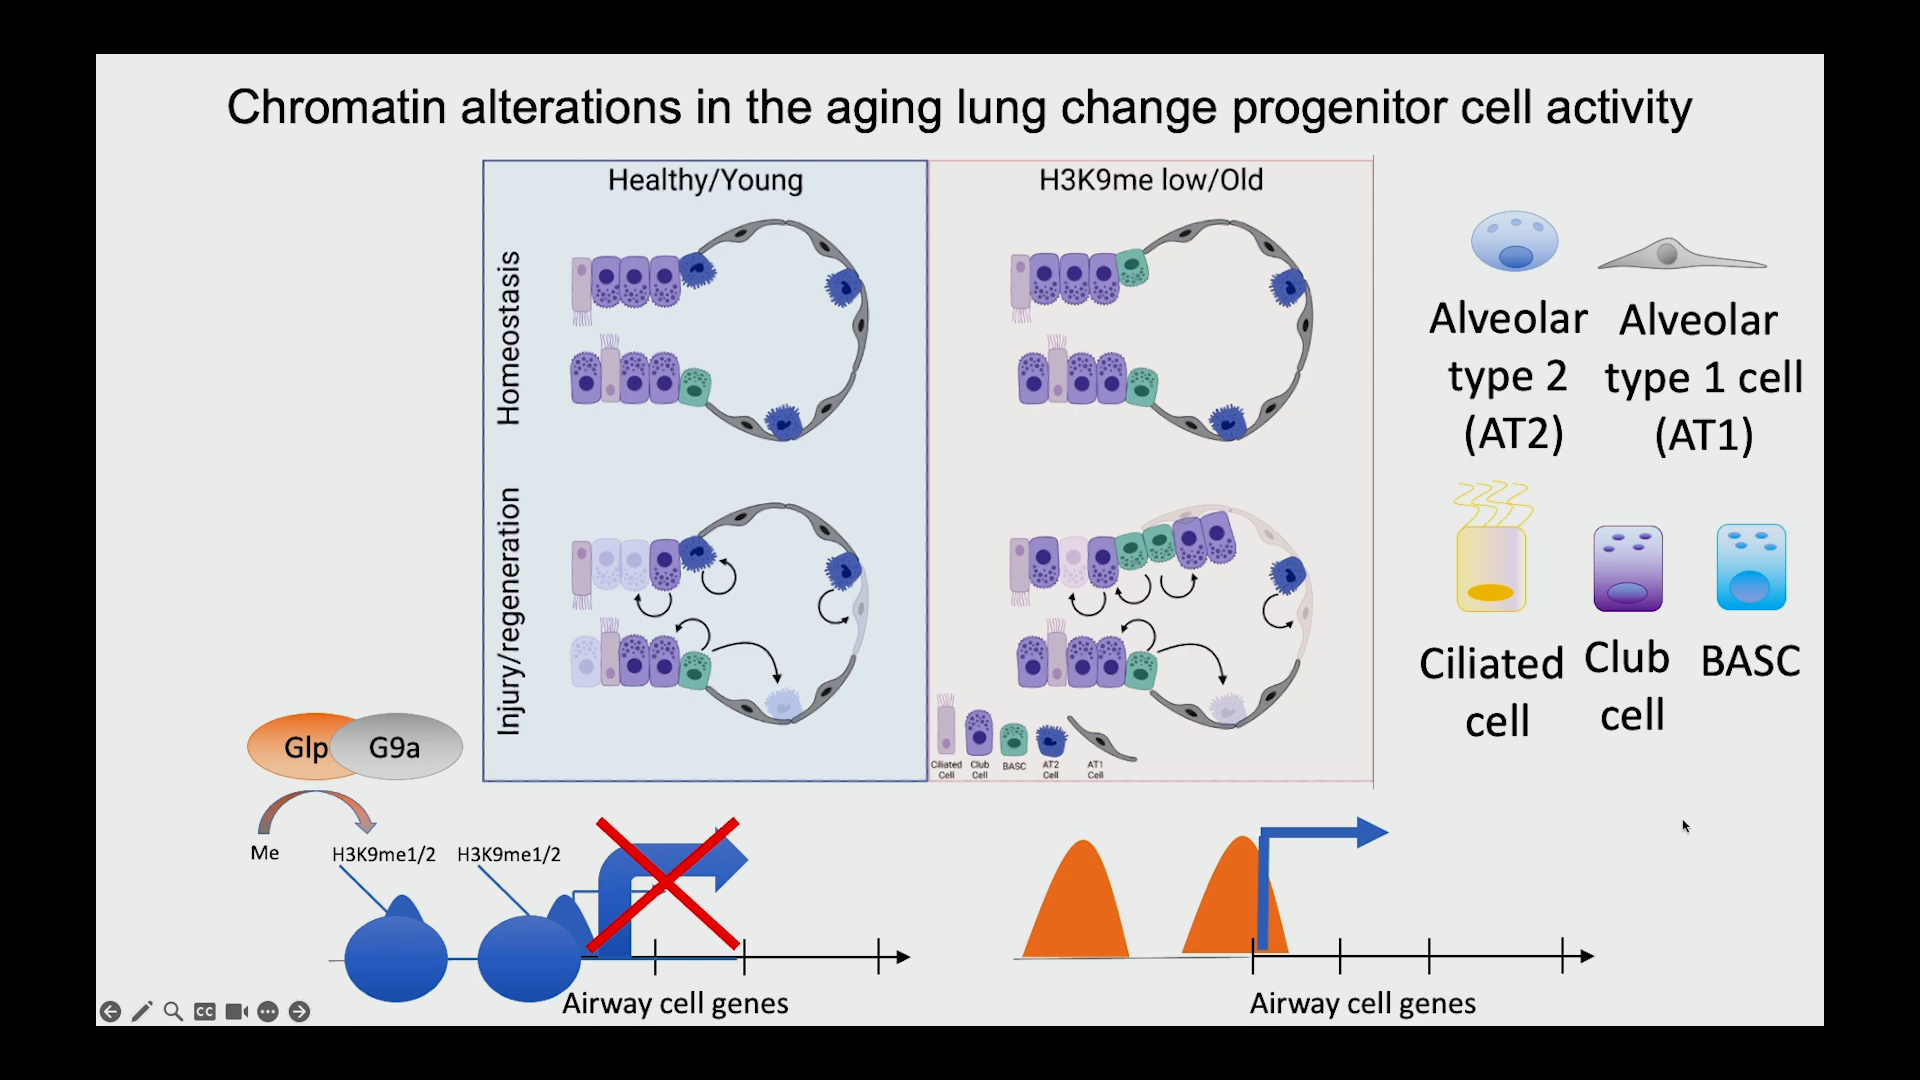 Chromatin alterations in the aging lung change progenitor cell activity
Healthy/Young
H3K9me low/Old
Homeostasis
Injury/regeneration
Alveolar
type 2
(AT2)
Alveolar
type 1 cell
(AT1)
Ciliated
cell
Club
cell
BASC
Ciliated
Cell
Club
Cell
BASC
AT2
Cell
AT1
Cell
Glp
G9a
Me
H3K9me1/2
H3K9me1/2
Airway cell genes
Airway cell genes
CC